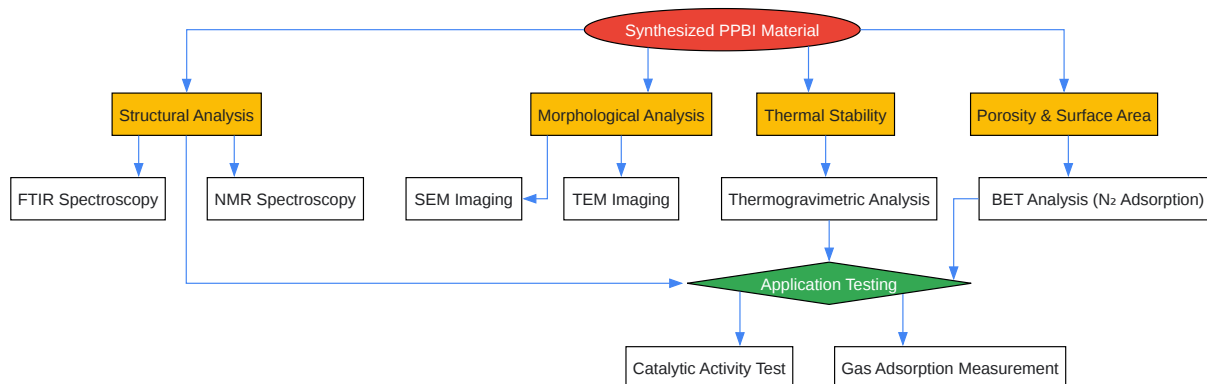 Synthesized PPBI Material
Structural Analysis
Morphological Analysis
Thermal Stability
Porosity & Surface Area
FTIR Spectroscopy
NMR Spectroscopy
SEM Imaging
TEM Imaging
Thermogravimetric Analysis
BET Analysis (N₂ Adsorption)
Application Testing
Catalytic Activity Test
Gas Adsorption Measurement